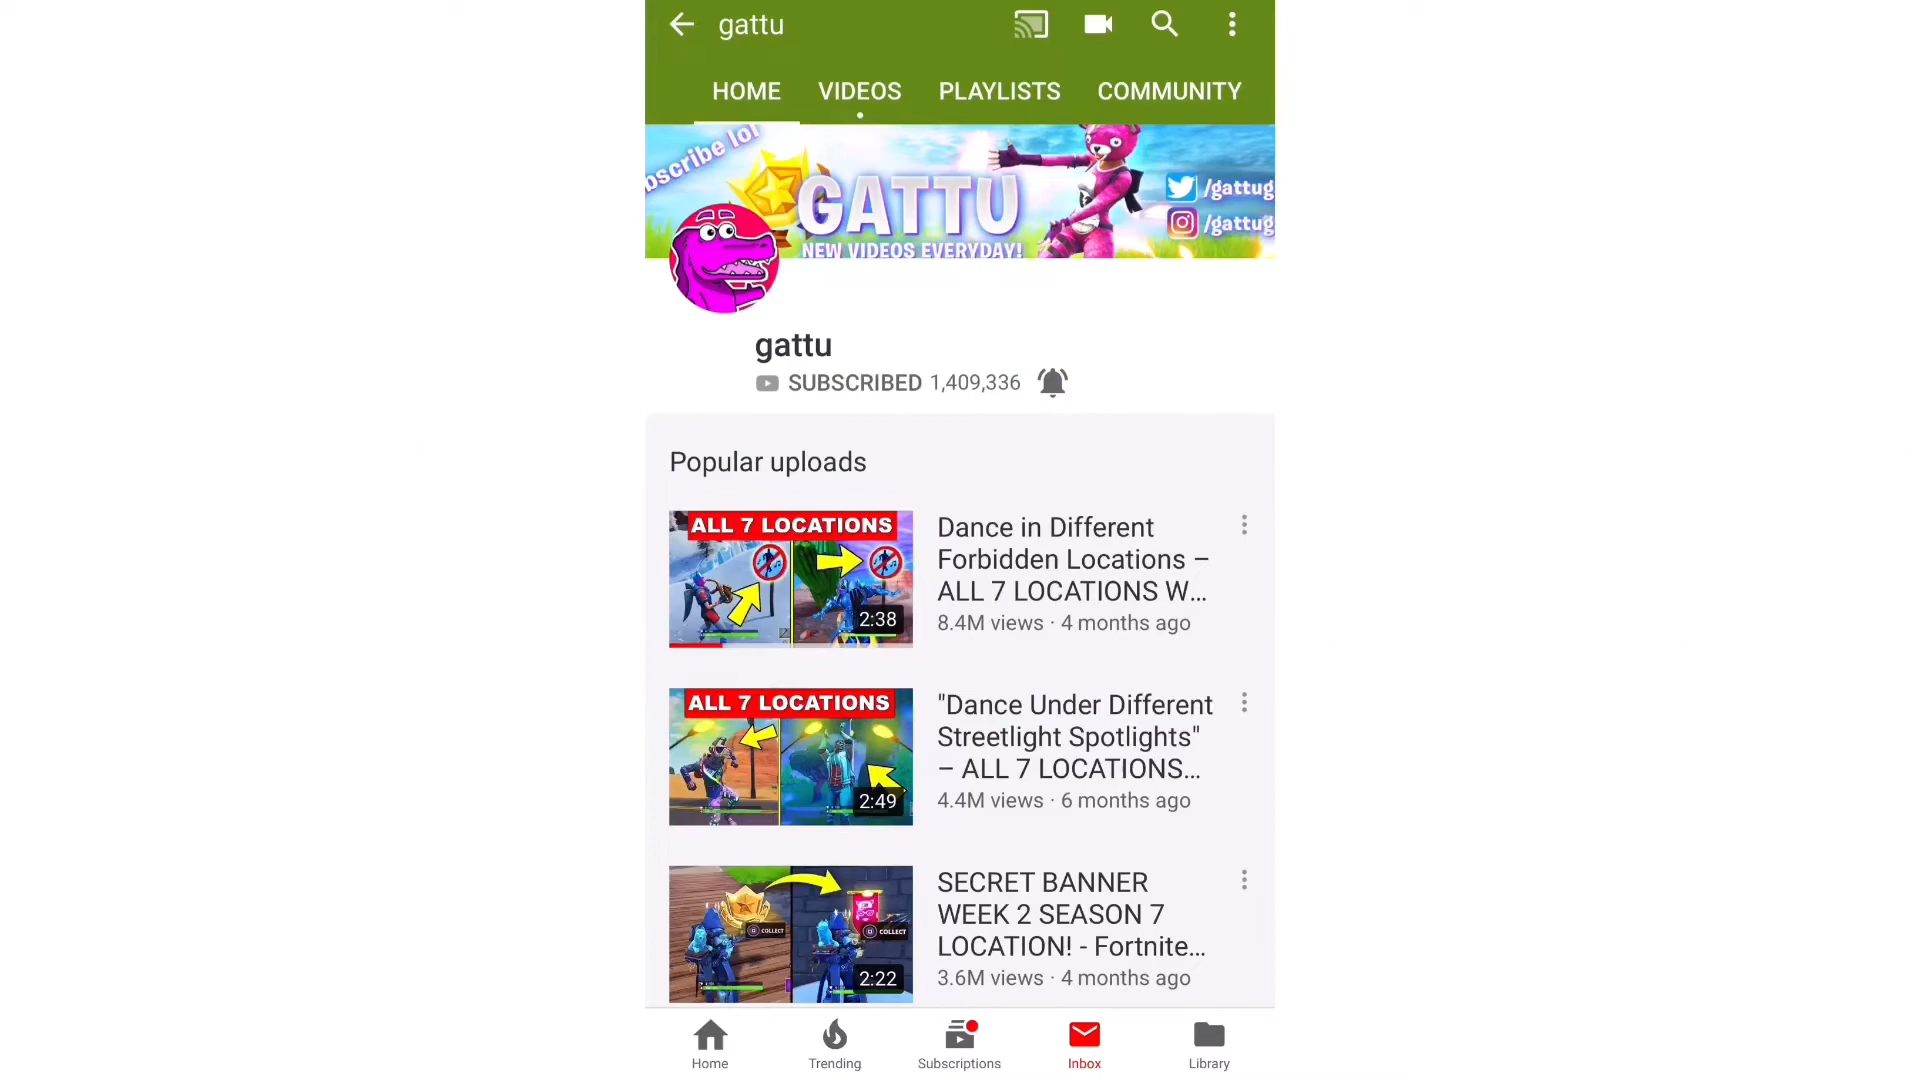 gattu
HOME VIDEOS PLAYLISTS COMMUNITY
bscribe lol
GATTU
NEW VIDEOS EVERYDAY!
/gattug
/gattug
gattu
SUBSCRIBED 1,409,336
Popular uploads
ALL 7 LOCATIONS
2:38
Dance in Different
Forbidden Locations –
ALL 7 LOCATIONS W...
8.4M views · 4 months ago
ALL 7 LOCATIONS
2:49
"Dance Under Different
Streetlight Spotlights"
– ALL 7 LOCATIONS...
4.4M views · 6 months ago
COLLECT
COLLECT
2:22
SECRET BANNER
WEEK 2 SEASON 7
LOCATION! - Fortnite...
3.6M views · 4 months ago
Home Trending Subscriptions Inbox Library